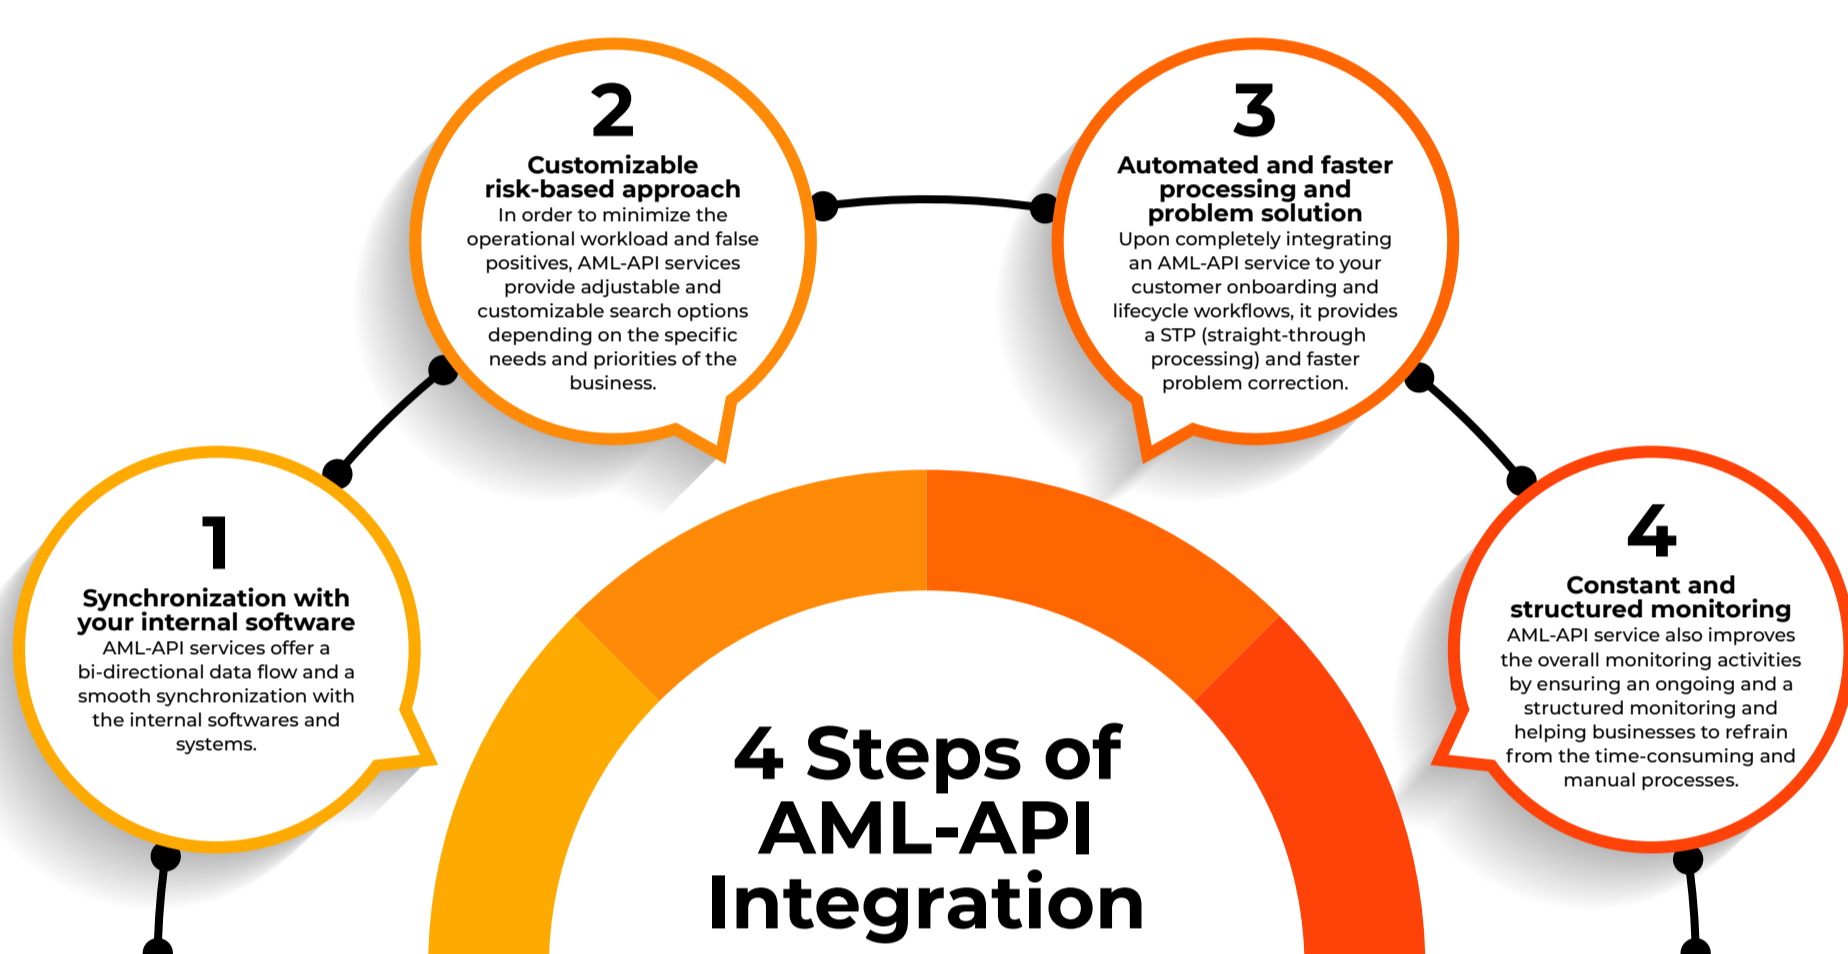 1
Synchronization with
your internal software
AML-API services offer a
bi-directional data flow and a
smooth synchronization with
the internal softwares and
systems.
2
Customizable
risk-based approach
In order to minimize the
operational workload and false
positives, AML-API services
provide adjustable and
customizable search options
depending on the specific
needs and priorities of the
business.
3
Automated and faster
processing and
problem solution
Upon completely integrating
an AML-API service to your
customer onboarding and
lifecycle workflows, it provides
a STP (straight-through
processing) and faster
problem correction.
4
Constant and
structured monitoring
AML-API service also improves
the overall monitoring activities
by ensuring an ongoing and a
structured monitoring and
helping businesses to refrain
from the time-consuming and
manual processes.
4 Steps of
AML-API
Integration